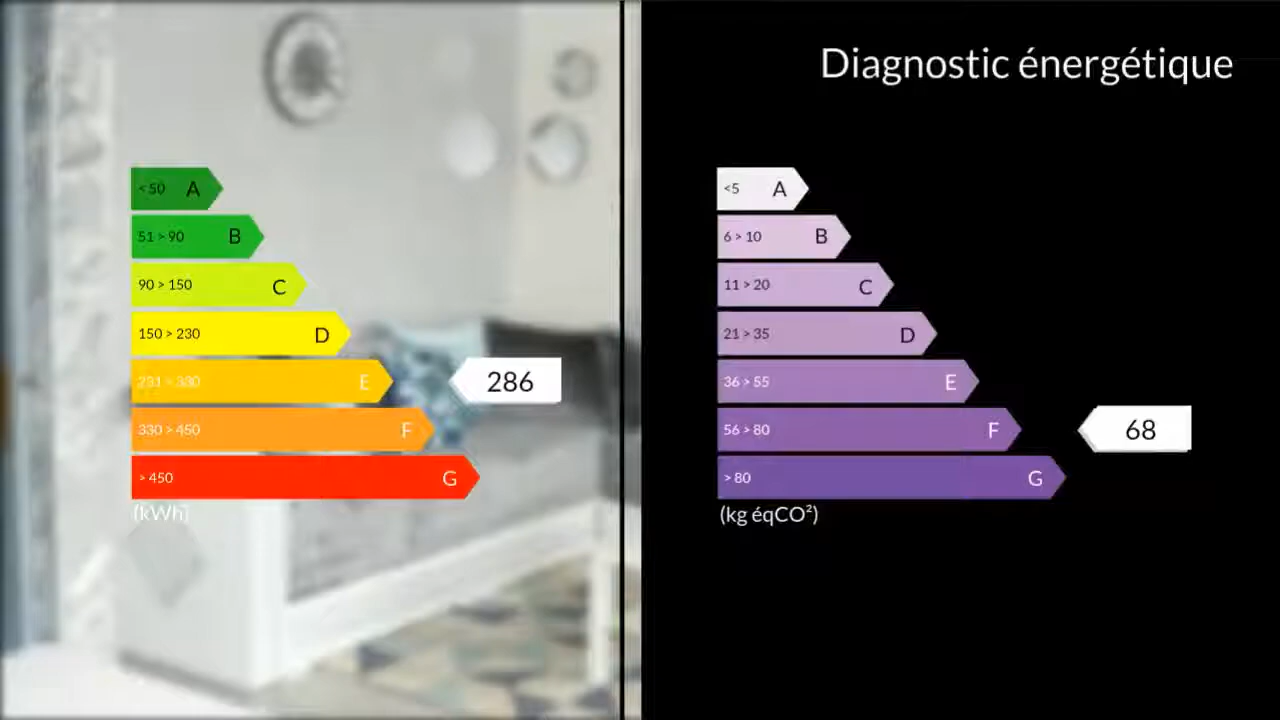 Diagnostic énergétique
<50 A
51 > 90 B
90 > 150 C
150 > 230 D
231 > 330 E
330 > 450 F
> 450 G
(kWh)
286
<5 A
6 > 10 B
11 > 20 C
21 > 35 D
36 > 55 E
56 > 80 F
> 80 G
(kg éqCO²)
68